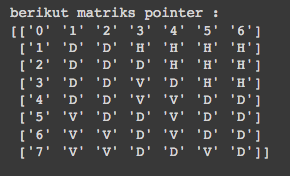 berikut matriks pointer :
[['0' '1' '2' '3' '4' '5' '6']
['1' 'D' 'D' 'H' 'H' 'H' 'H']
['2' 'D' 'D' 'D' 'H' 'H' 'H']
['3' 'D' 'D' 'V' 'D' 'H' 'H']
['4' 'D' 'D' 'V' 'V' 'D' 'D']
['5' 'V' 'D' 'D' 'V' 'D' 'D']
['6' 'V' 'V' 'D' 'V' 'D' 'D']
['7' 'V' 'V' 'D' 'D' 'V' 'D']]